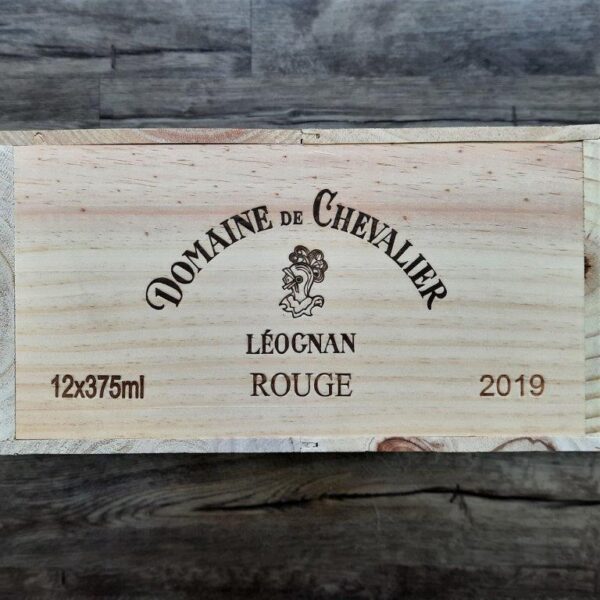 DOMAINE DE CHEVALIER
LÉOGNAN
12x375ml ROUGE 2019